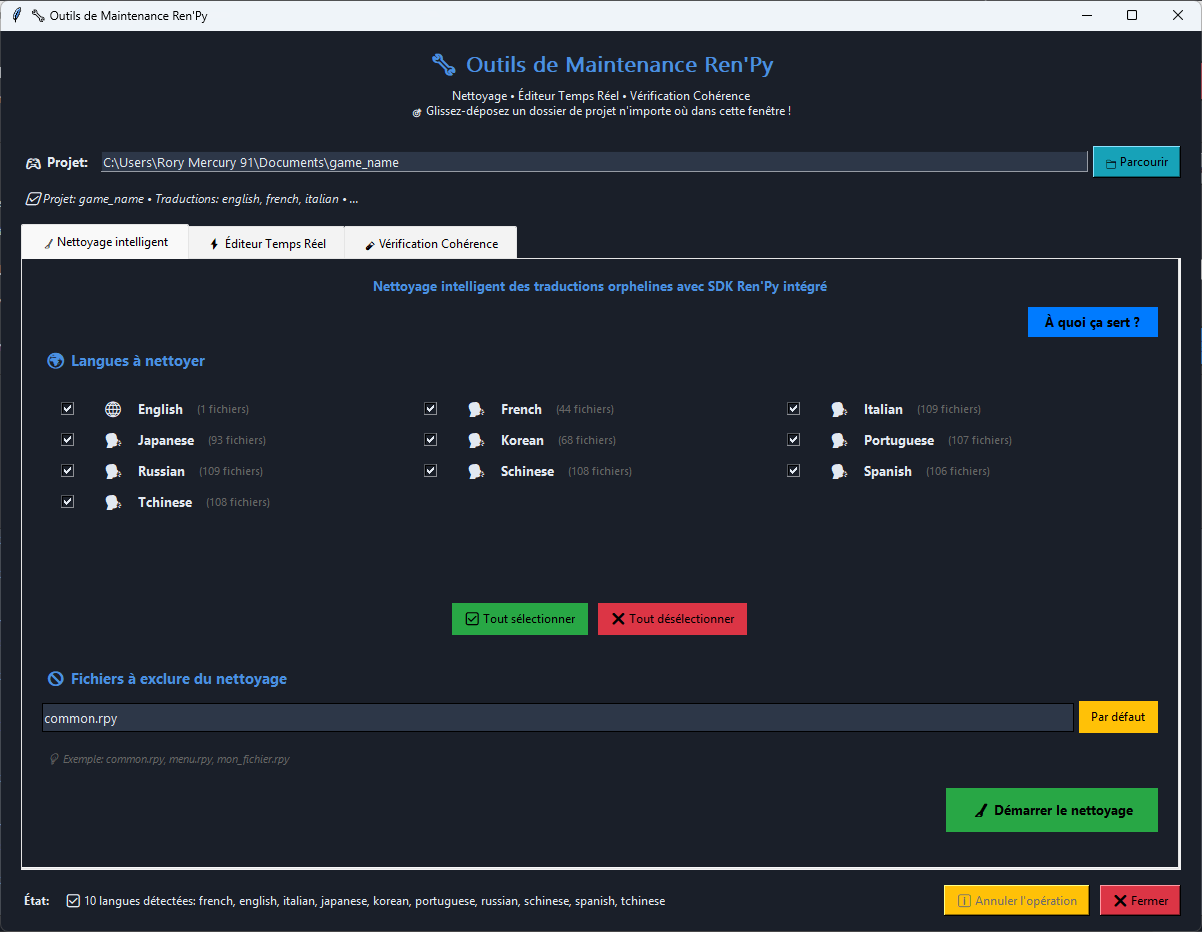 Outils de Maintenance Ren'Py
Outils de Maintenance Ren'Py
Nettoyage • Éditeur Temps Réel • Vérification Cohérence
Glissez-déposez un dossier de projet n'importe où dans cette fenêtre !
Projet: C:\Users\Rory Mercury 91\Documents\game_name Parcourir
Projet: game_name • Traductions: english, french, italian • ...
Nettoyage intelligent Éditeur Temps Réel Vérification Cohérence
Nettoyage intelligent des traductions orphelines avec SDK Ren'Py intégré
À quoi ça sert ?
Langues à nettoyer
English (1 fichiers) French (44 fichiers) Italian (109 fichiers)
Japanese (93 fichiers) Korean (68 fichiers) Portuguese (107 fichiers)
Russian (109 fichiers) Schinese (108 fichiers) Spanish (106 fichiers)
Tchinese (108 fichiers)
Tout sélectionner Tout désélectionner
Fichiers à exclure du nettoyage
common.rpy Par défaut
Exemple: common.rpy, menu.rpy, mon_fichier.rpy
Démarrer le nettoyage
État: 10 langues détectées: french, english, italian, japanese, korean, portuguese, russian, schinese, spanish, tchinese Annuler l'opération Fermer